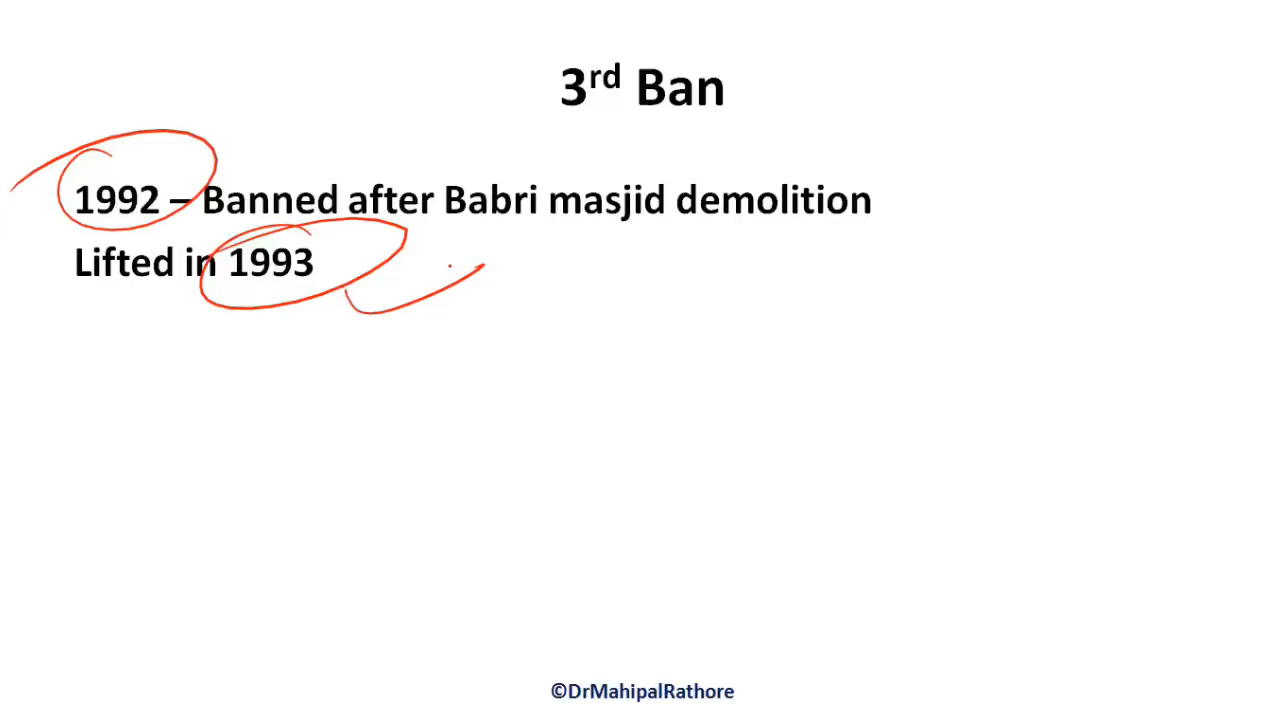 3rd Ban
1992 – Banned after Babri masjid demolition
Lifted in 1993
©DrMahipalRathore